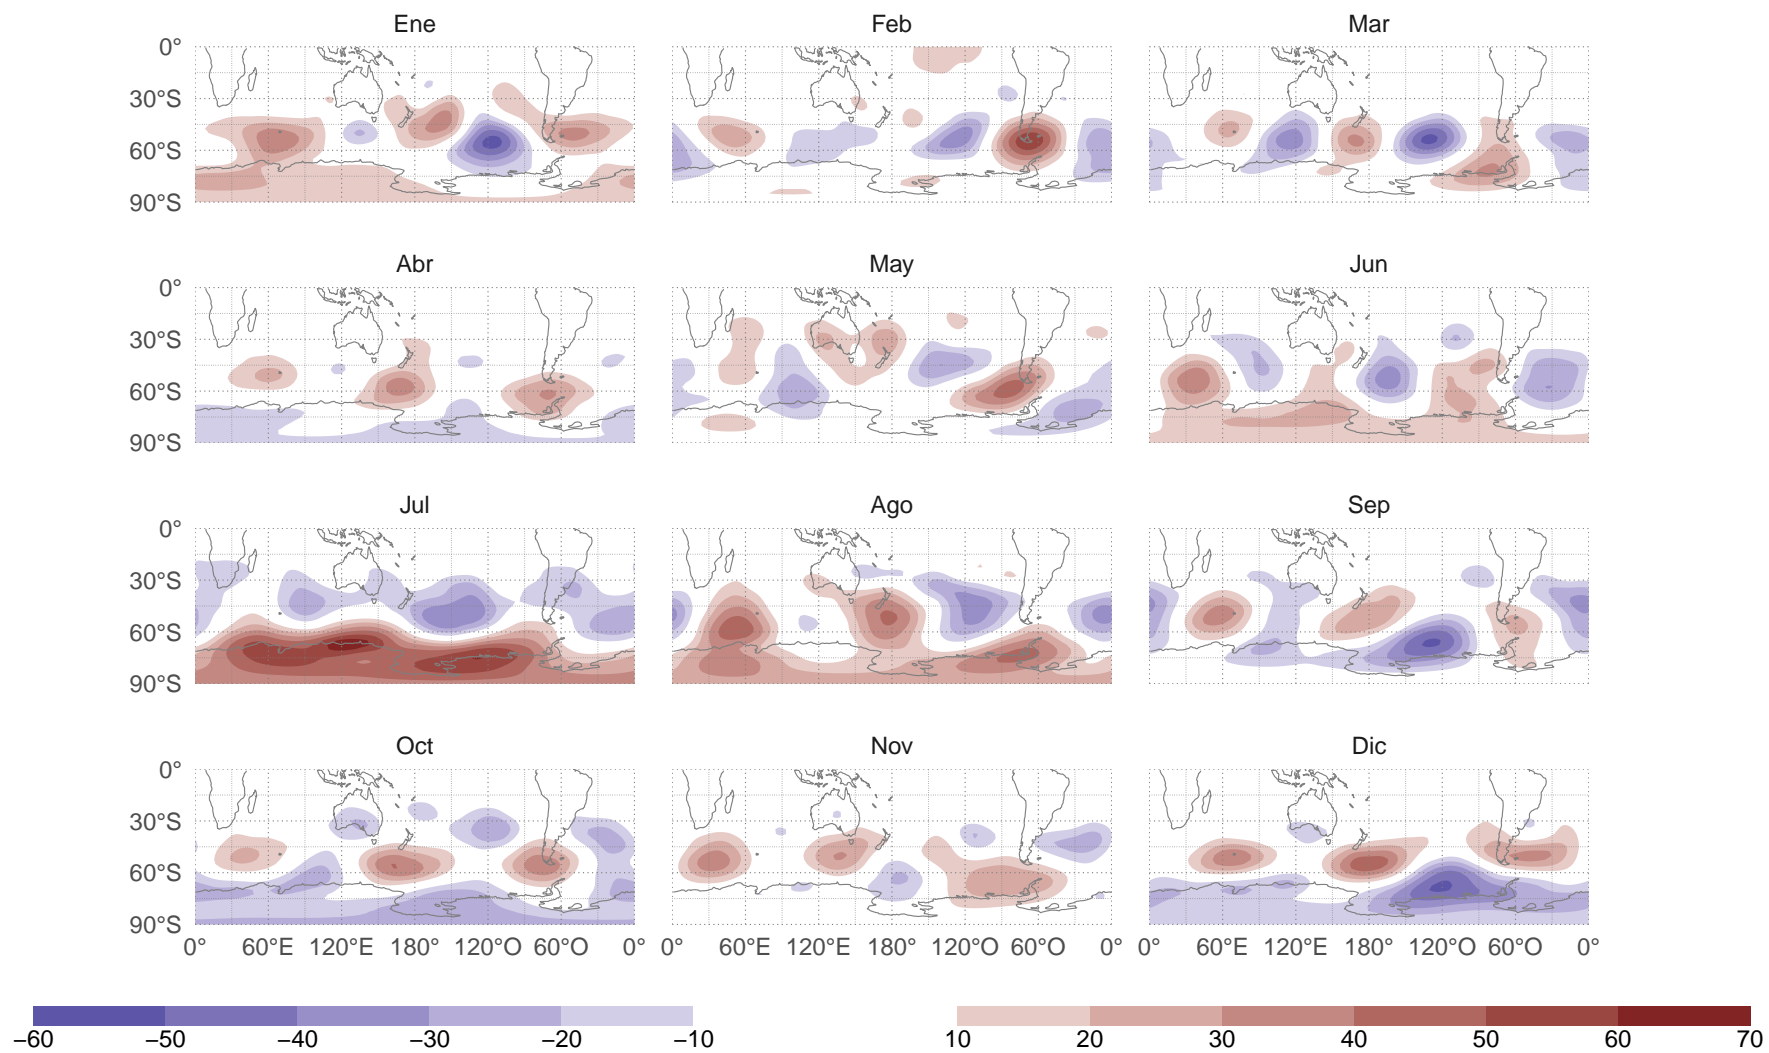 Ene Feb Mar
0°
30°S
60°S
90°S
Abr May Jun
0°
30°S
60°S
90°S
Jul Ago Sep
0°
30°S
60°S
90°S
Oct Nov Dic
0°
30°S
60°S
90°S
0° 60°E 120°E 180° 120°O 60°O 0° 0° 60°E 120°E 180° 120°O 60°O 0° 0° 60°E 120°E 180° 120°O 60°O 0°
−60 −50 −40 −30 −20 −10 10 20 30 40 50 60 70